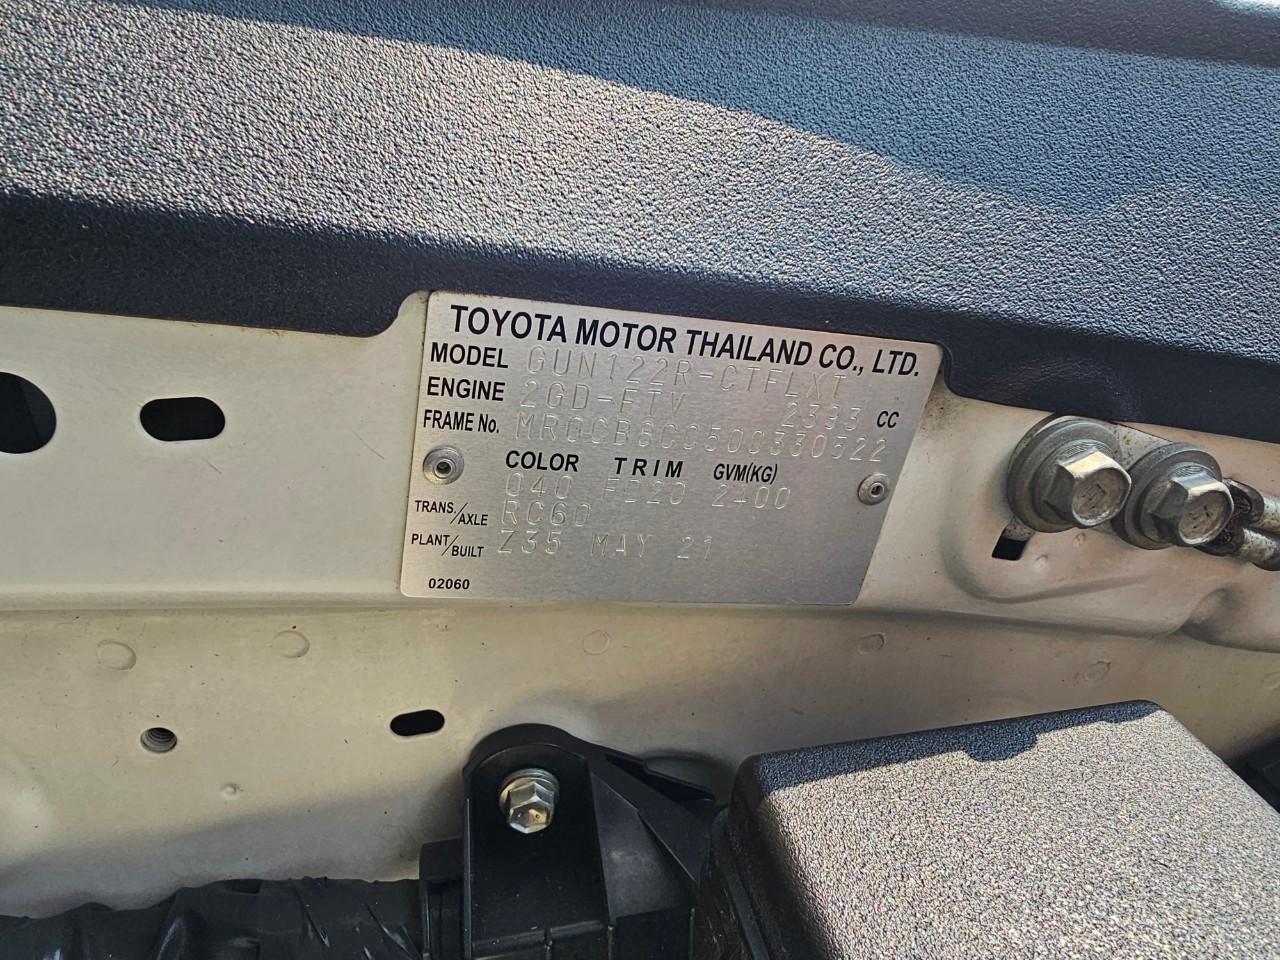 TOYOTA MOTOR THAILAND CO., LTD.
MODEL GUN122R-CTFLXT
ENGINE 2GD-FTV 2393 CC
FRAME No. MR0CB8CC500330522
COLOR TRIM GVM(KG)
040 FD20 2400
TRANS./AXLE RC60
PLANT/BUILT Z35 MAY 21
02060